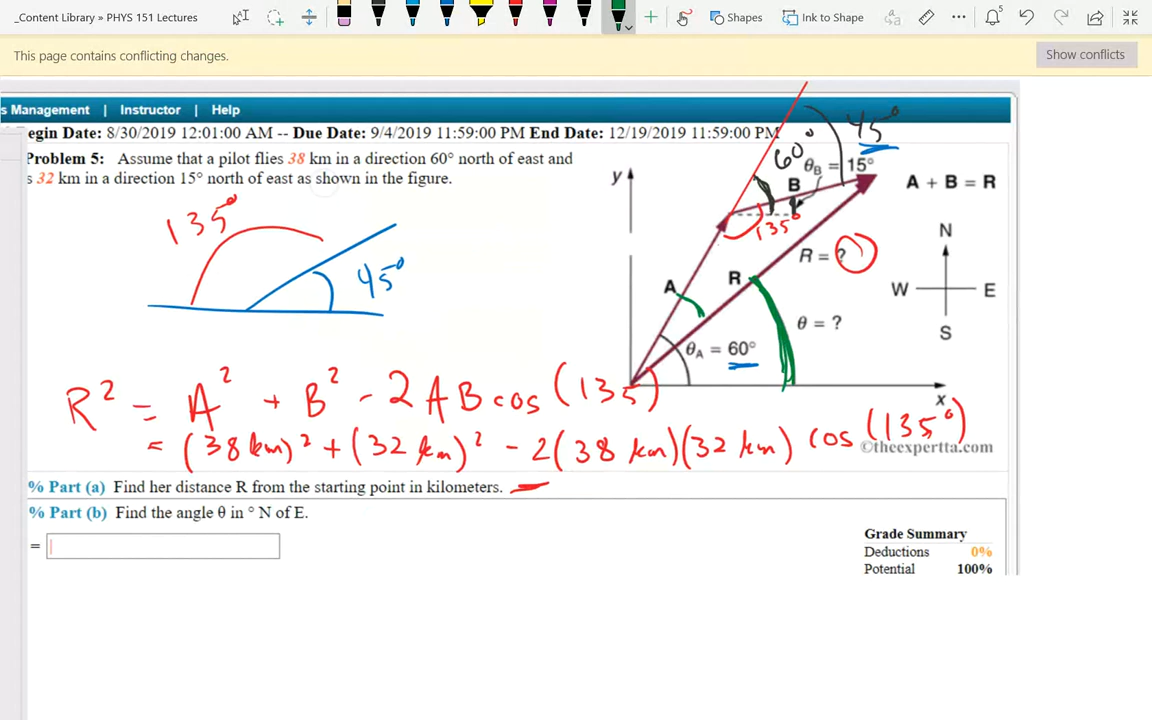 _Content Library » PHYS 151 Lectures
Shapes
Ink to Shape
5
This page contains conflicting changes.
Show conflicts
s Management | Instructor | Help
egin Date: 8/30/2019 12:01:00 AM -- Due Date: 9/4/2019 11:59:00 PM End Date: 12/19/2019 11:59:00 PM
Problem 5: Assume that a pilot flies 38 km in a direction 60° north of east and
s 32 km in a direction 15° north of east as shown in the figure.
135°
45°
y
60°
45°
θB = 15°
B
A + B = R
135°
R = ?
A
R
N
W
E
S
θ = ?
θA = 60°
x
R² = A² + B² - 2 A B cos (135)
= (38 km)² + (32 km)² - 2(38 km)(32 km) cos (135°)
©theexpertta.com
% Part (a) Find her distance R from the starting point in kilometers.
% Part (b) Find the angle θ in ° N of E.
=
Grade Summary
Deductions 0%
Potential 100%